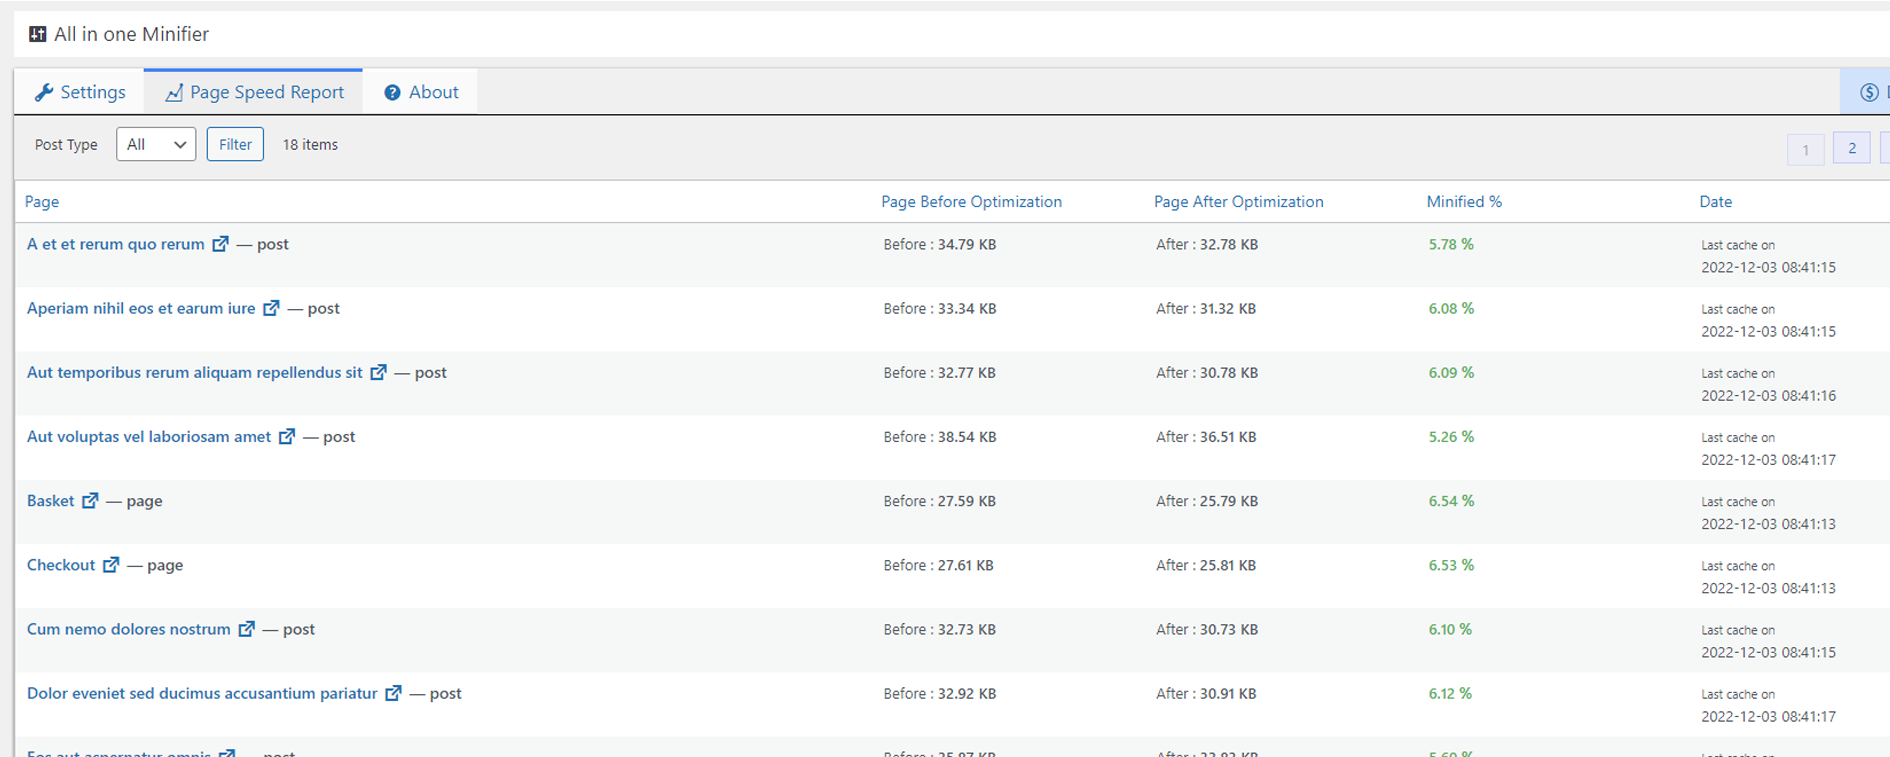 All in one Minifier
Settings Page Speed Report About
Post Type All Filter 18 items 1 2
Page Page Before Optimization Page After Optimization Minified % Date
A et et rerum quo rerum — post Before : 34.79 KB After : 32.78 KB 5.78 % Last cache on
2022-12-03 08:41:15
Aperiam nihil eos et earum iure — post Before : 33.34 KB After : 31.32 KB 6.08 % Last cache on
2022-12-03 08:41:15
Aut temporibus rerum aliquam repellendus sit — post Before : 32.77 KB After : 30.78 KB 6.09 % Last cache on
2022-12-03 08:41:16
Aut voluptas vel laboriosam amet — post Before : 38.54 KB After : 36.51 KB 5.26 % Last cache on
2022-12-03 08:41:17
Basket — page Before : 27.59 KB After : 25.79 KB 6.54 % Last cache on
2022-12-03 08:41:13
Checkout — page Before : 27.61 KB After : 25.81 KB 6.53 % Last cache on
2022-12-03 08:41:13
Cum nemo dolores nostrum — post Before : 32.73 KB After : 30.73 KB 6.10 % Last cache on
2022-12-03 08:41:15
Dolor eveniet sed ducimus accusantium pariatur — post Before : 32.92 KB After : 30.91 KB 6.12 % Last cache on
2022-12-03 08:41:17